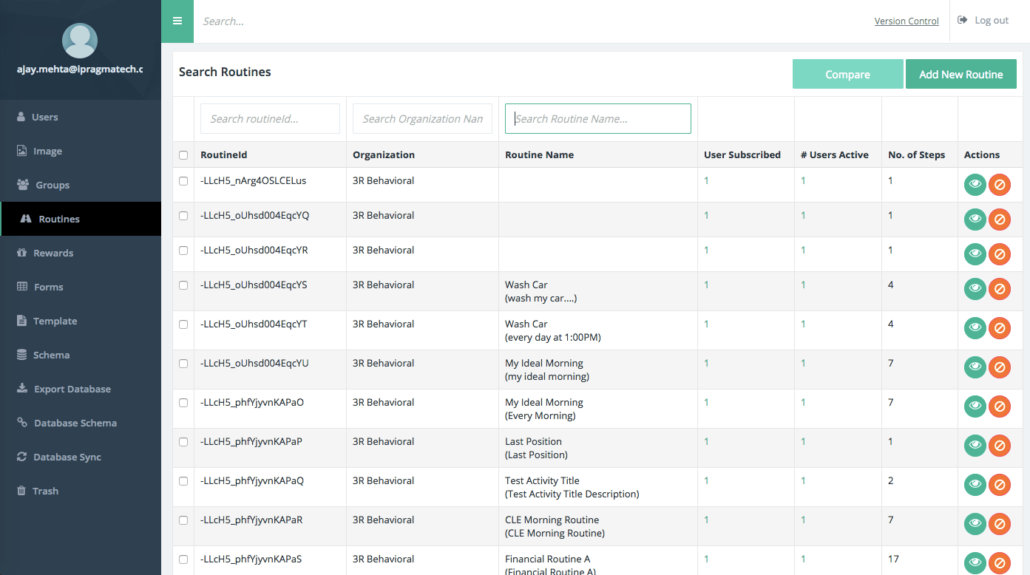 Search...
Version Control
Log out
ajay.mehta@ipragmatech.c
Users
Image
Groups
Routines
Rewards
Forms
Template
Schema
Export Database
Database Schema
Database Sync
Trash
Search Routines
Compare
Add New Routine
Search routineId...
Search Organization Nan
Search Routine Name...
RoutineId Organization Routine Name User Subscribed # Users Active No. of Steps Actions
-LLcH5_nArg4OSLCELus 3R Behavioral 1 1 1
-LLcH5_oUhsd004EqcYQ 3R Behavioral 1 1 1
-LLcH5_oUhsd004EqcYR 3R Behavioral 1 1 1
-LLcH5_oUhsd004EqcYS 3R Behavioral Wash Car 1 1 4
(wash my car....)
-LLcH5_oUhsd004EqcYT 3R Behavioral Wash Car 1 1 4
(every day at 1:00PM)
-LLcH5_oUhsd004EqcYU 3R Behavioral My Ideal Morning 1 1 7
(my ideal morning)
-LLcH5_phfYjyvnKAPaO 3R Behavioral My Ideal Morning 1 1 7
(Every Morning)
-LLcH5_phfYjyvnKAPaP 3R Behavioral Last Position 1 1 1
(Last Position)
-LLcH5_phfYjyvnKAPaQ 3R Behavioral Test Activity Title 1 1 2
(Test Activity Title Description)
-LLcH5_phfYjyvnKAPaR 3R Behavioral CLE Morning Routine 1 1 7
(CLE Morning Routine)
-LLcH5_phfYjyvnKAPaS 3R Behavioral Financial Routine A 1 1 17
(Financial Routine A)